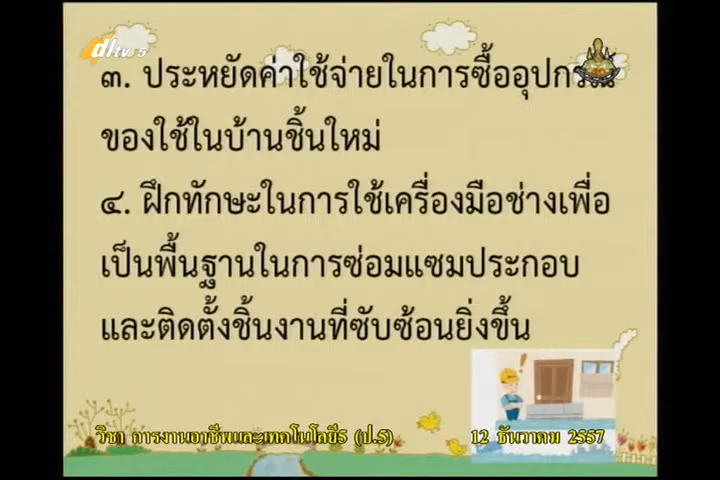 dltv 5
๓. ประหยัดค่าใช้จ่ายในการซื้ออุปกรณ์
ของใช้ในบ้านชิ้นใหม่
๔. ฝึกทักษะในการใช้เครื่องมือช่างเพื่อ
เป็นพื้นฐานในการซ่อมแซมประกอบ
และติดตั้งชิ้นงานที่ซับซ้อนยิ่งขึ้น
วิชา การงานอาชีพและเทคโนโลยี5 (ป.5)
12 ธันวาคม 2557